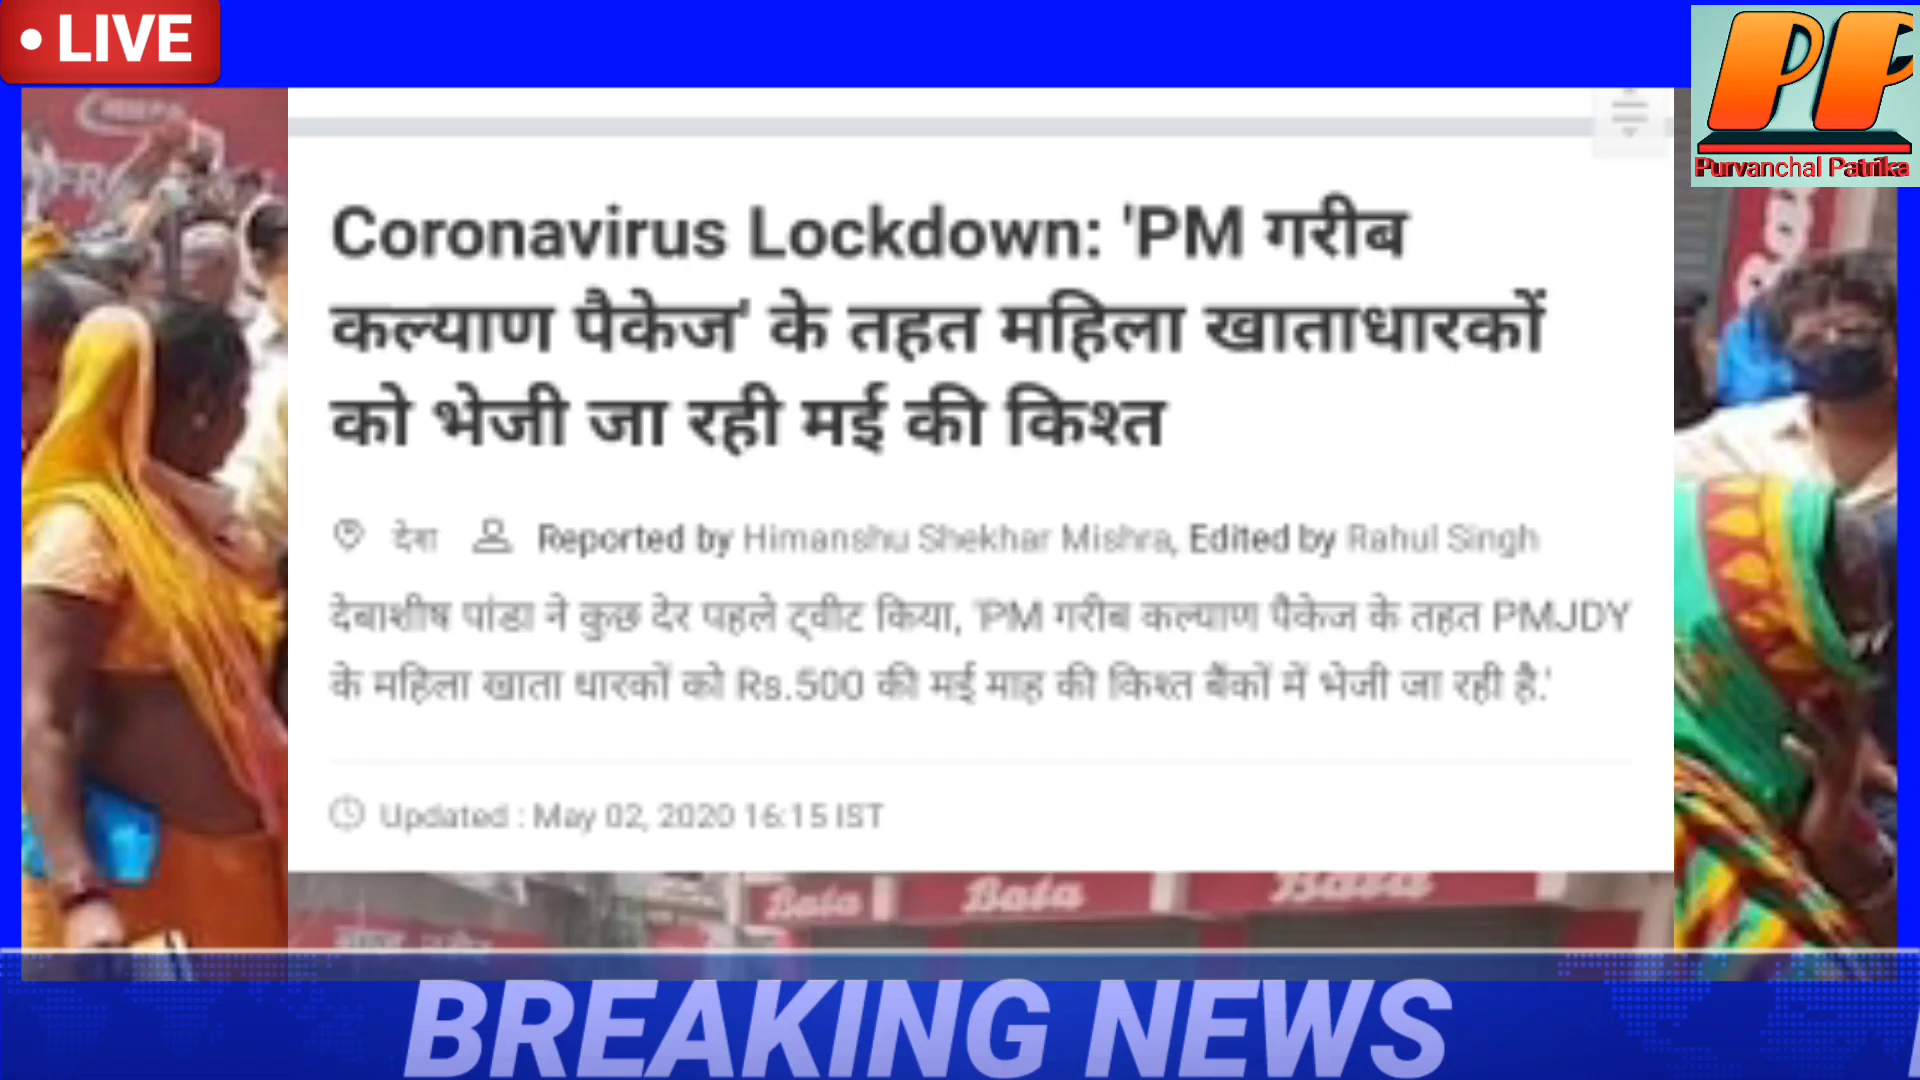 LIVE
PP
Purvanchal Patrika
Coronavirus Lockdown: 'PM गरीब
कल्याण पैकेज' के तहत महिला खाताधारकों
को भेजी जा रही मई की किश्त
देश Reported by Himanshu Shekhar Mishra, Edited by Rahul Singh
देबाशीष पांडा ने कुछ देर पहले ट्वीट किया, 'PM गरीब कल्याण पैकेज के तहत PMJDY
के महिला खाता धारकों को Rs.500 की मई माह की किश्त बैंकों में भेजी जा रही है.'
Updated : May 02, 2020 16:15 IST
Bata Bata Bata
BREAKING NEWS